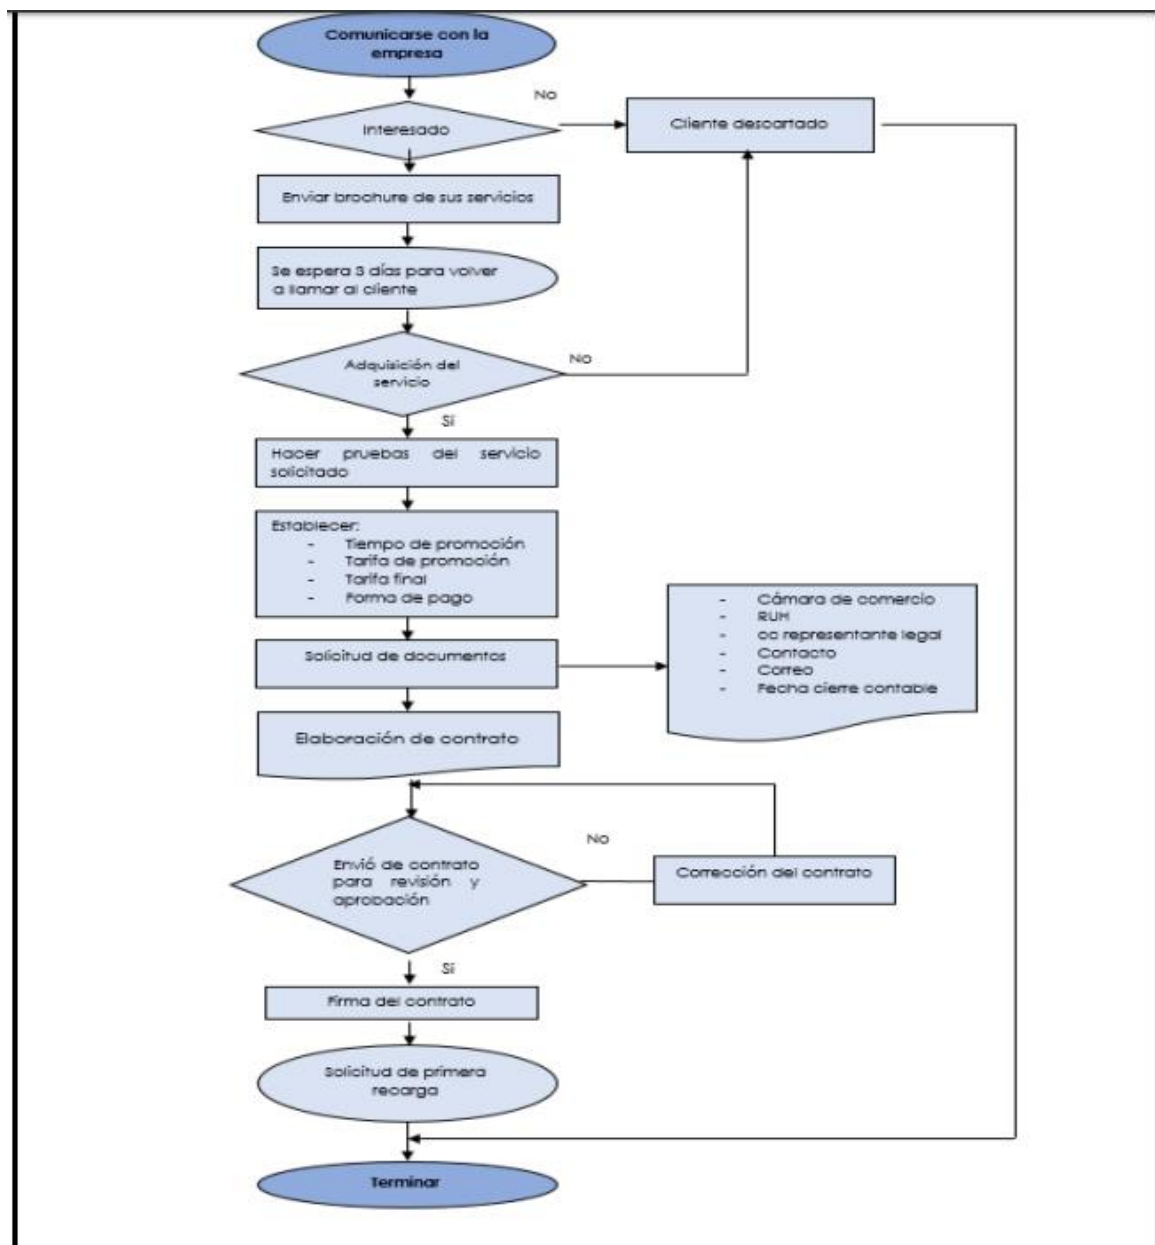 Comunicarse con la
empresa
No
Interesado
Cliente descartado
Enviar brochure de sus servicios
Se espera 3 días para volver
a llamar al cliente
Adquisición del
servicio
No
Si
Hacer pruebas del servicio
solicitado
Establecer:
- Tiempo de promoción
- Tarifa de promoción
- Tarifa final
- Forma de pago
Solicitud de documentos
- Cámara de comercio
- RUH
- cc representante legal
- Contacto
- Correo
- Fecha cierre contable
Elaboración de contrato
No
Envió de contrato
para revisión y
aprobación
Corrección del contrato
Si
Firma del contrato
Solicitud de primera
recarga
Terminar